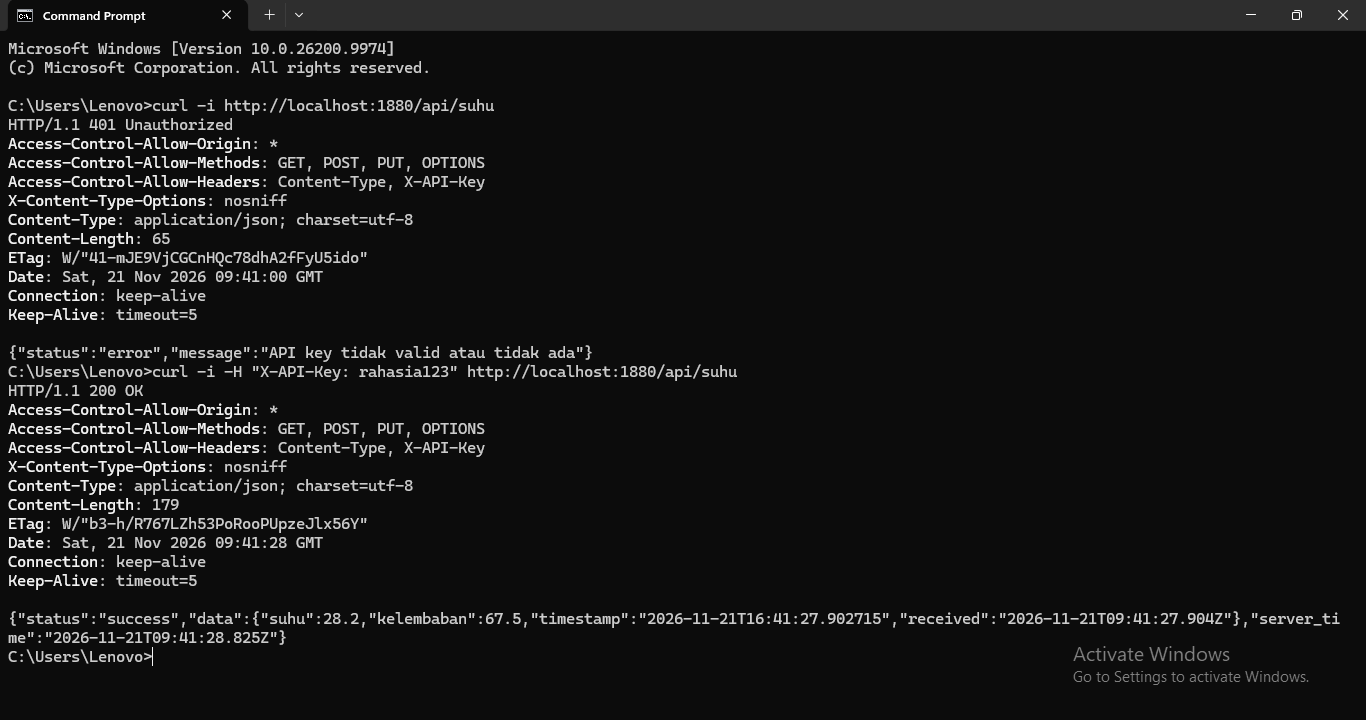 Command Prompt
Microsoft Windows [Version 10.0.26200.9974]
(c) Microsoft Corporation. All rights reserved.
C:\Users\Lenovo>curl -i http://localhost:1880/api/suhu
HTTP/1.1 401 Unauthorized
Access-Control-Allow-Origin: *
Access-Control-Allow-Methods: GET, POST, PUT, OPTIONS
Access-Control-Allow-Headers: Content-Type, X-API-Key
X-Content-Type-Options: nosniff
Content-Type: application/json; charset=utf-8
Content-Length: 65
ETag: W/"41-mJE9VjCGCnHQc78dhA2fFyU5ido"
Date: Sat, 21 Nov 2026 09:41:00 GMT
Connection: keep-alive
Keep-Alive: timeout=5
{"status":"error","message":"API key tidak valid atau tidak ada"}
C:\Users\Lenovo>curl -i -H "X-API-Key: rahasia123" http://localhost:1880/api/suhu
HTTP/1.1 200 OK
Access-Control-Allow-Origin: *
Access-Control-Allow-Methods: GET, POST, PUT, OPTIONS
Access-Control-Allow-Headers: Content-Type, X-API-Key
X-Content-Type-Options: nosniff
Content-Type: application/json; charset=utf-8
Content-Length: 179
ETag: W/"b3-h/R767LZh53PoRooPUpzeJlx56Y"
Date: Sat, 21 Nov 2026 09:41:28 GMT
Connection: keep-alive
Keep-Alive: timeout=5
{"status":"success","data":{"suhu":28.2,"kelembaban":67.5,"timestamp":"2026-11-21T16:41:27.902715","received":"2026-11-21T09:41:27.904Z"},"server_ti
me":"2026-11-21T09:41:28.825Z"}
C:\Users\Lenovo>
Activate Windows
Go to Settings to activate Windows.